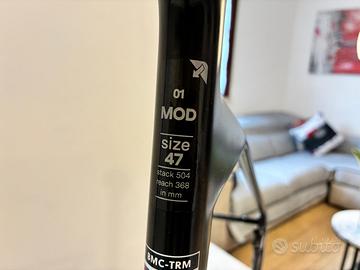 01
MOD
size
47
stack 504
reach 368
in mm
BMC-TRM
subito